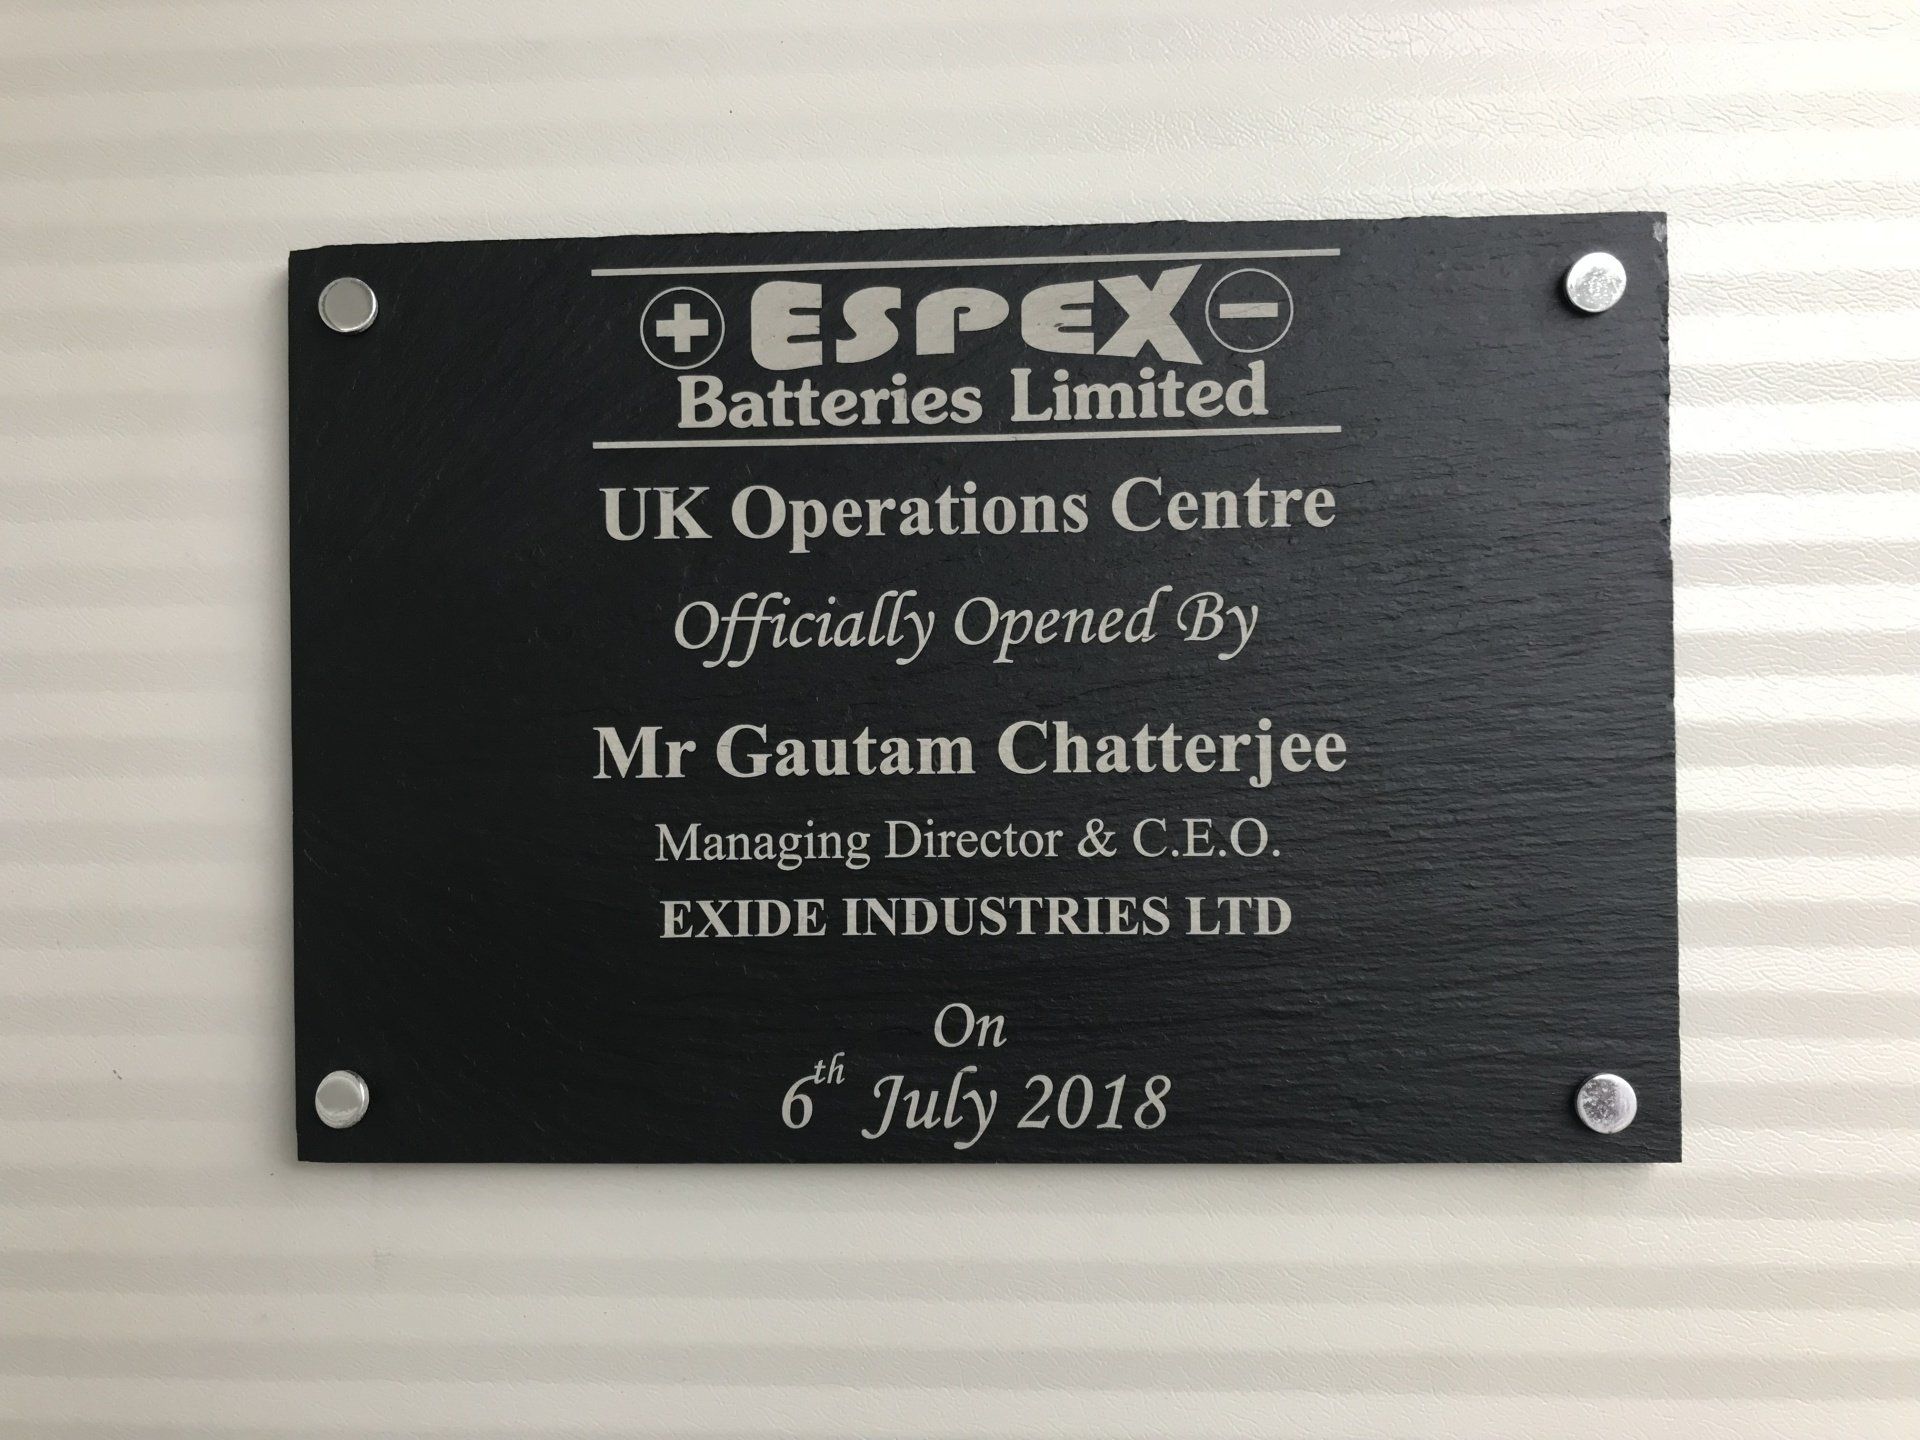 + ESPEX -
Batteries Limited
UK Operations Centre
Officially Opened By
Mr Gautam Chatterjee
Managing Director & C.E.O.
EXIDE INDUSTRIES LTD
On
6th July 2018